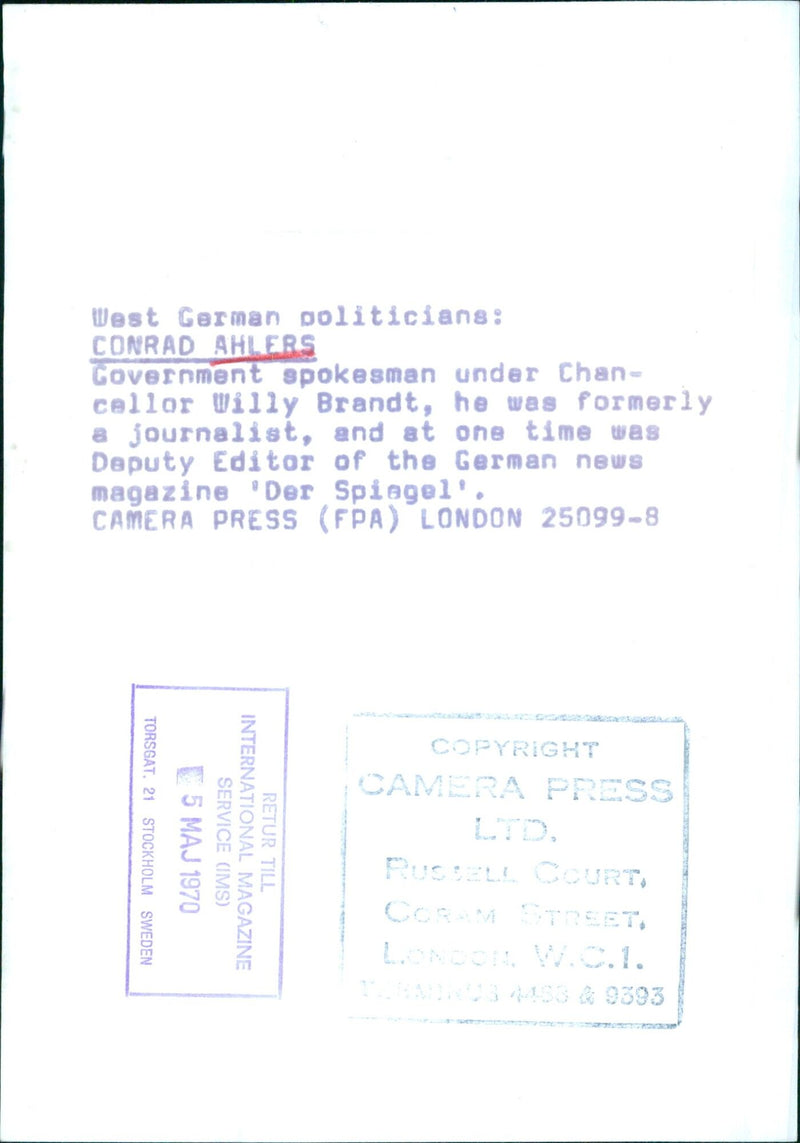 West German politicians:
CONRAD AHLERS
Government spokesman under Chan-
cellor Willy Brandt, he was formerly
a journalist, and at one time was
Deputy Editor of the German news
magazine 'Der Spiegel'.
CAMERA PRESS (FPA) LONDON 25099-8
RETUR TILL
INTERNATIONAL MAGAZINE
SERVICE (IMS)
5 MAJ 1970
TORSGAT. 21 STOCKHOLM SWEDEN
COPYRIGHT
CAMERA PRESS
LTD.
RUSSELL COURT,
CORAM STREET,
LONDON. W.C.1.
TERMINUS 4463 & 9393